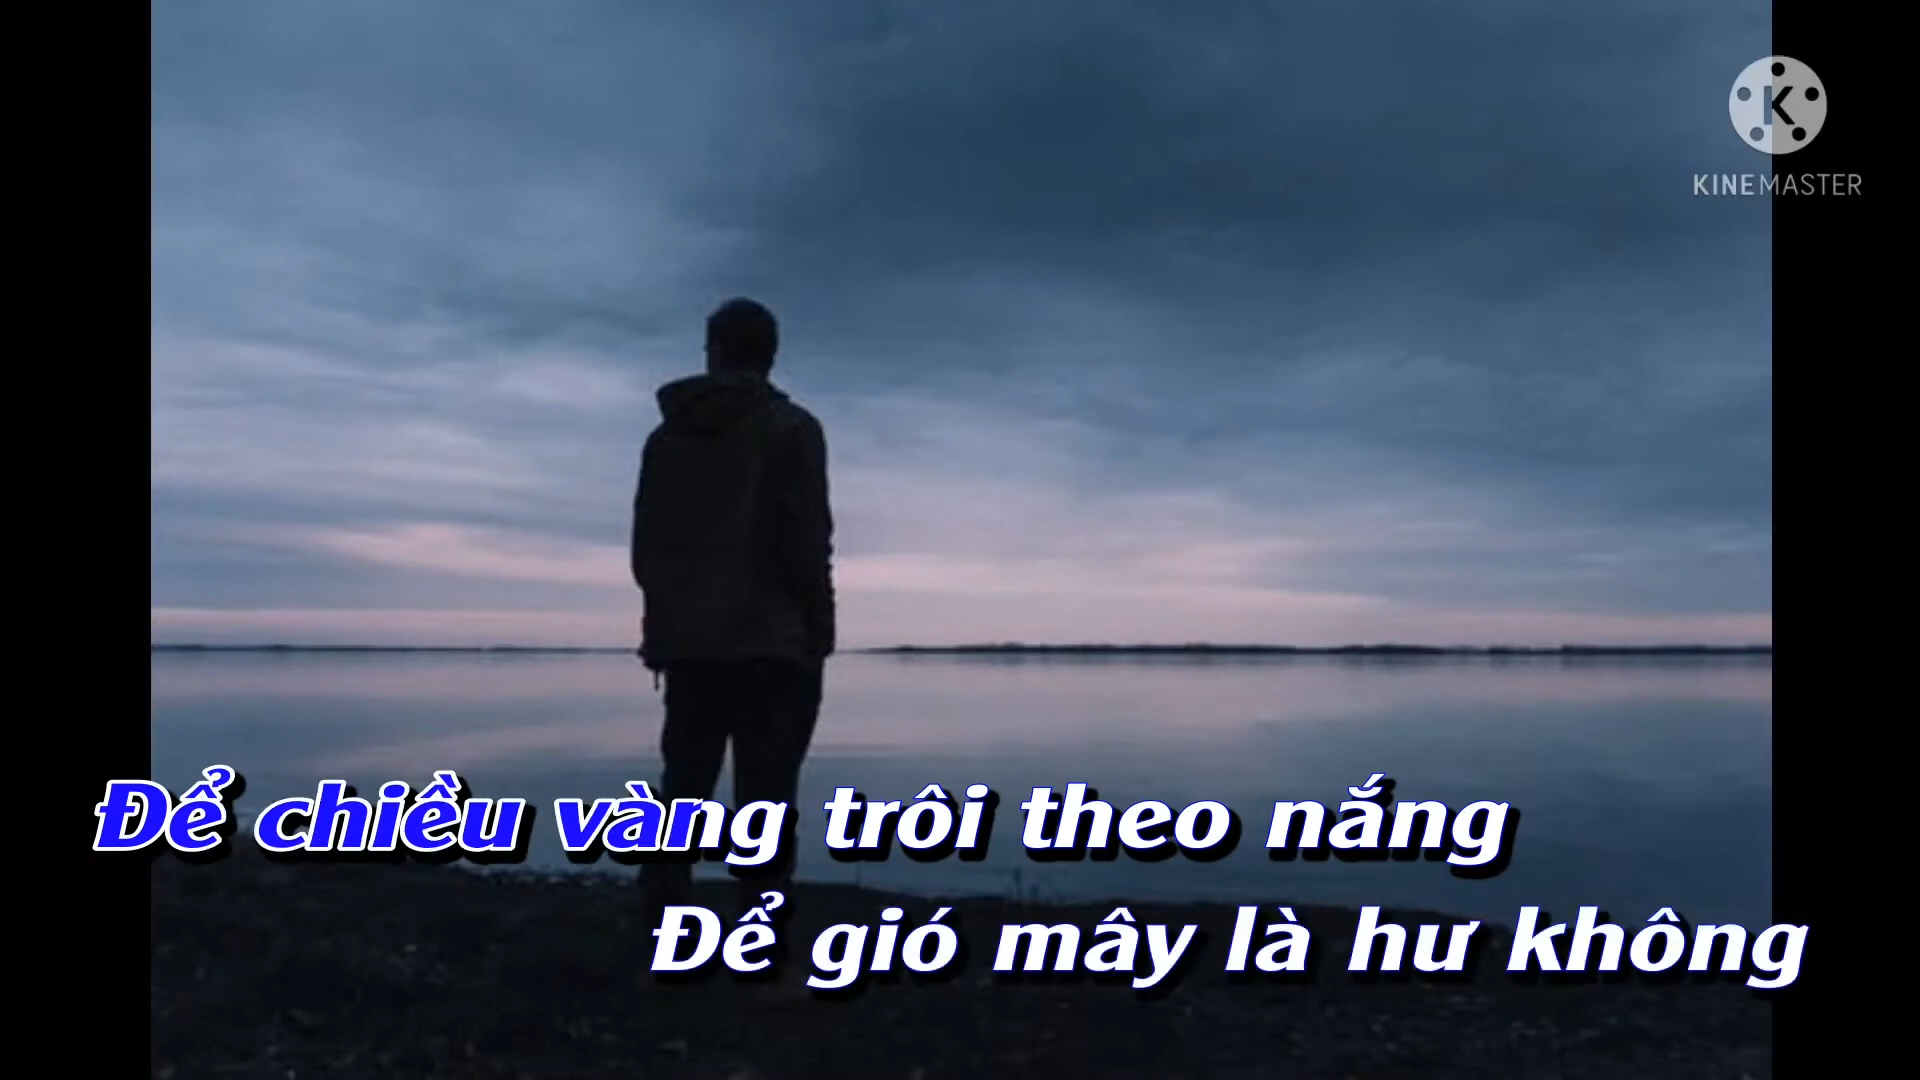 KINEMASTER
Để chiều vàng trôi theo nắng
Để gió mây là hư không